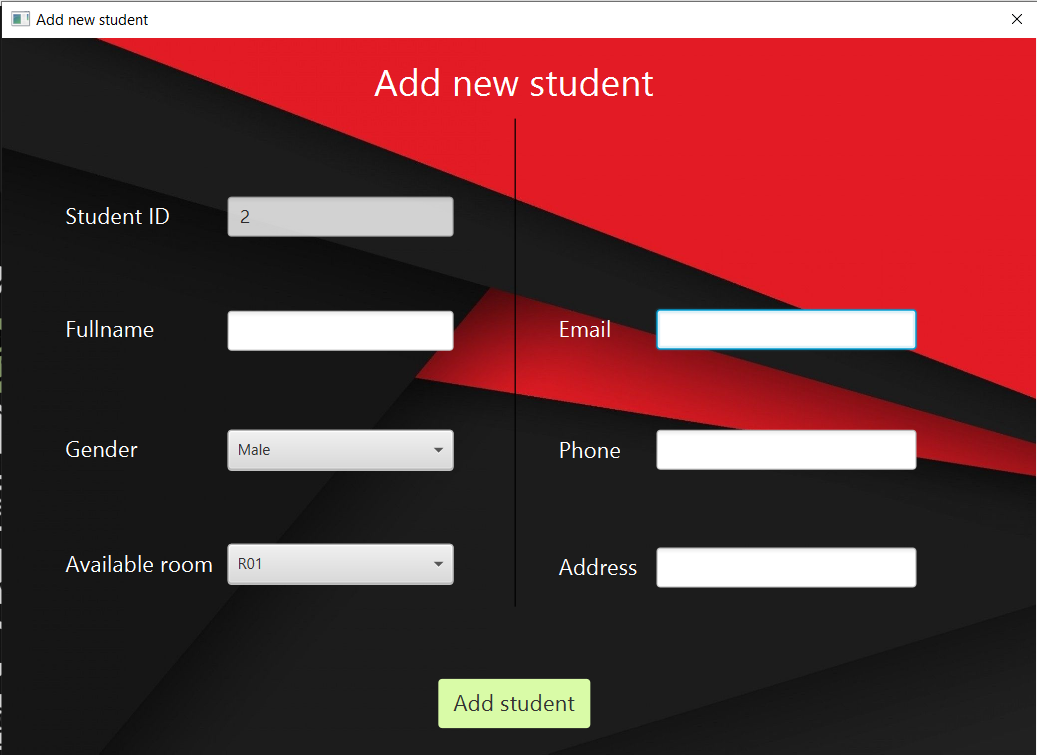 Add new student
Add new student
Student ID 2
Fullname
Email
Gender Male
Phone
Available room R01
Address
Add student